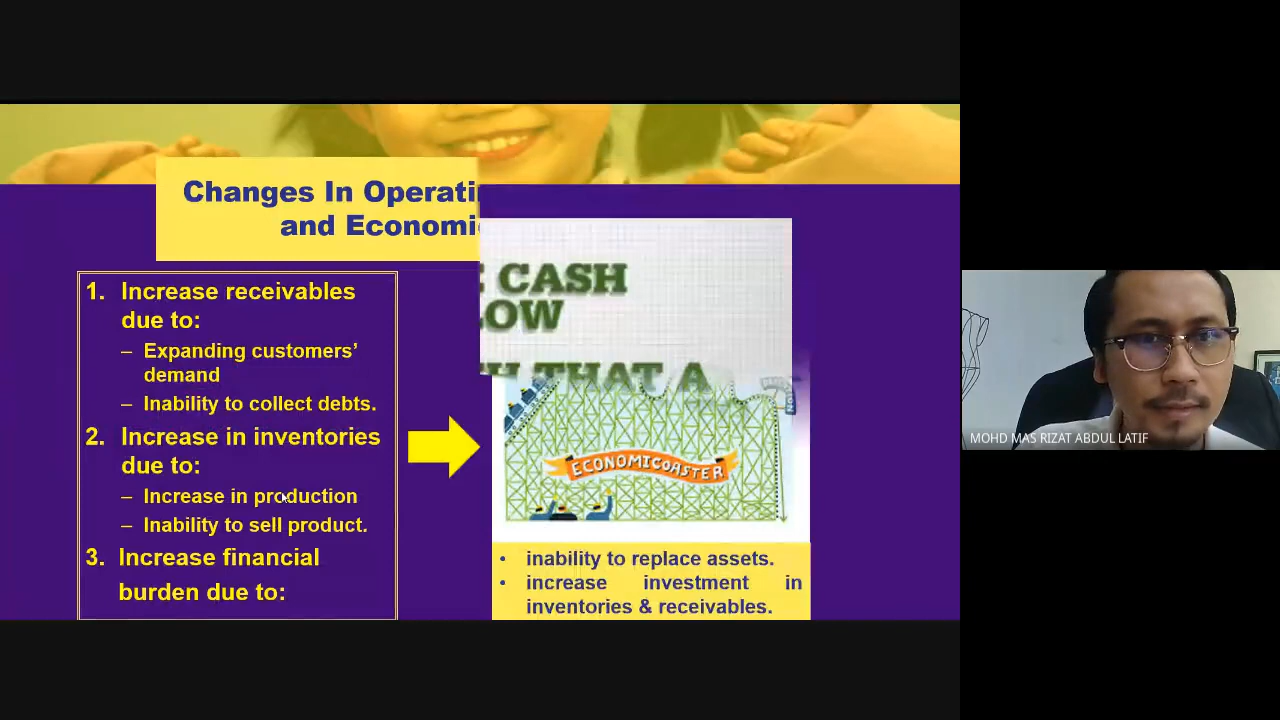 Changes In Operati
and Economi
1. Increase receivables
due to:
– Expanding customers’
demand
– Inability to collect debts.
2. Increase in inventories
due to:
– Increase in production
– Inability to sell product.
3. Increase financial
burden due to:
CASH
LOW
H THAT A
ECONOMICOASTER
• inability to replace assets.
• increase investment in
inventories & receivables.
MOHD MAS RIZAT ABDUL LATIF